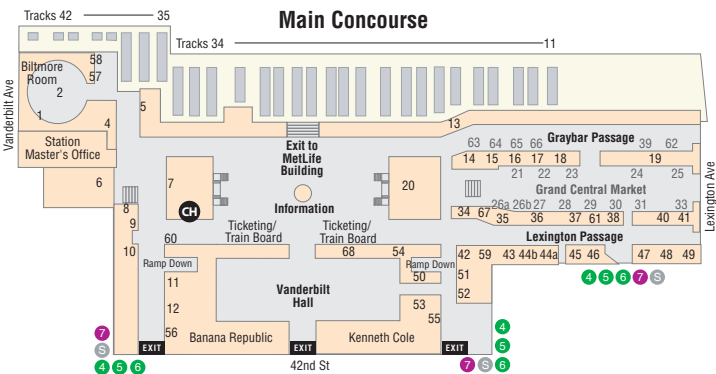 Main Concourse
Tracks 42
35
Tracks 34
11
Vanderbilt Ave
Biltmore
Room
58
57
2
1
4
5
Station
Master's Office
6
Exit to
MetLife
Building
13
Graybar Passage
63 64 65 66
39 62
14 15 16 17 18
19
21 22 23
24 25
Grand Central Market
26a 26b 27 28 29 30 31 33
34 67 35 36 37 61 38 40 41
Lexington Passage
Lexington Ave
7
CH
20
Information
8
9
10
60
Ticketing/
Train Board
Ticketing/
Train Board
68 54
Ramp Down
Ramp Down
50
42 59 43 44b 44a 45 46 47 48 49
51
52
4 5 6 7 S
11
12
56
Vanderbilt
Hall
53
55
Banana Republic
Kenneth Cole
EXIT
EXIT
EXIT
42nd St
7
S
4 5 6
4
5
7 S 6